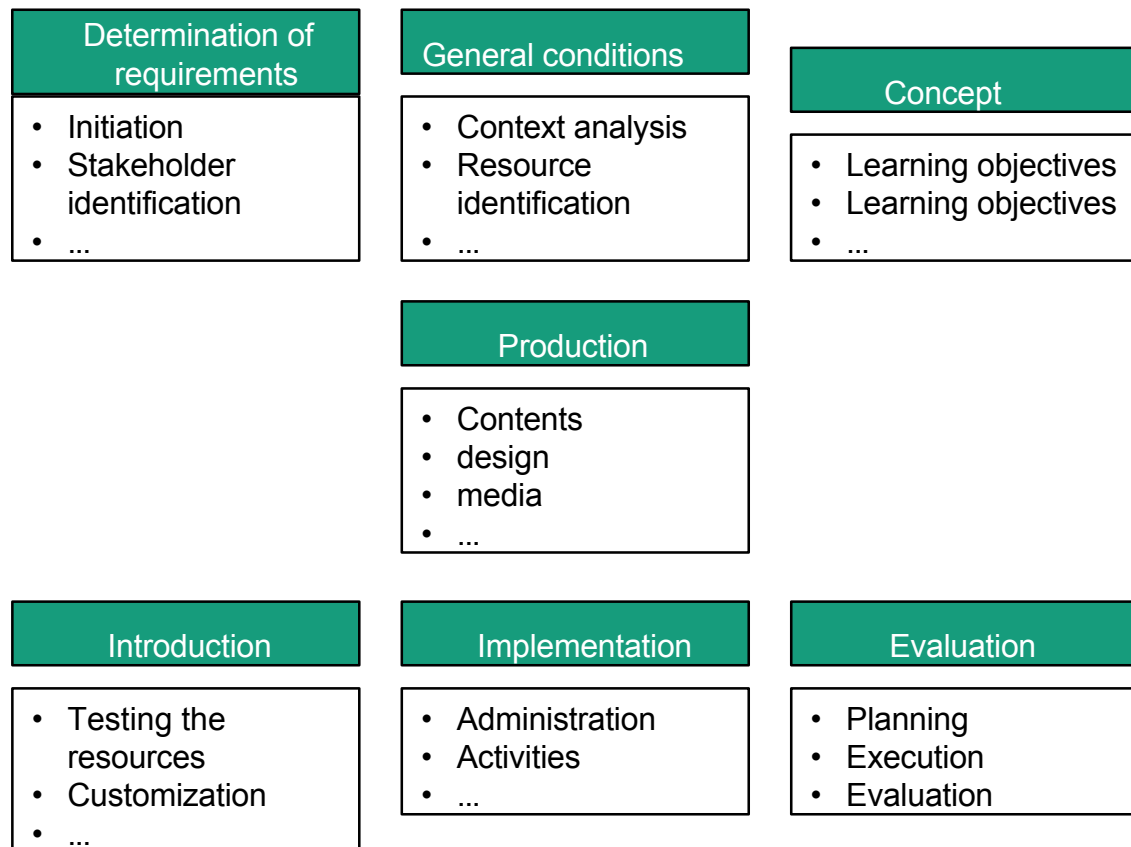 Determination of
requirements
• Initiation
• Stakeholder
identification
• ...
General conditions
• Context analysis
• Resource
identification
• ...
Concept
• Learning objectives
• Learning objectives
• ...
Production
• Contents
• design
• media
• ...
Introduction
• Testing the
resources
• Customization
• ...
Implementation
• Administration
• Activities
• ...
Evaluation
• Planning
• Execution
• Evaluation